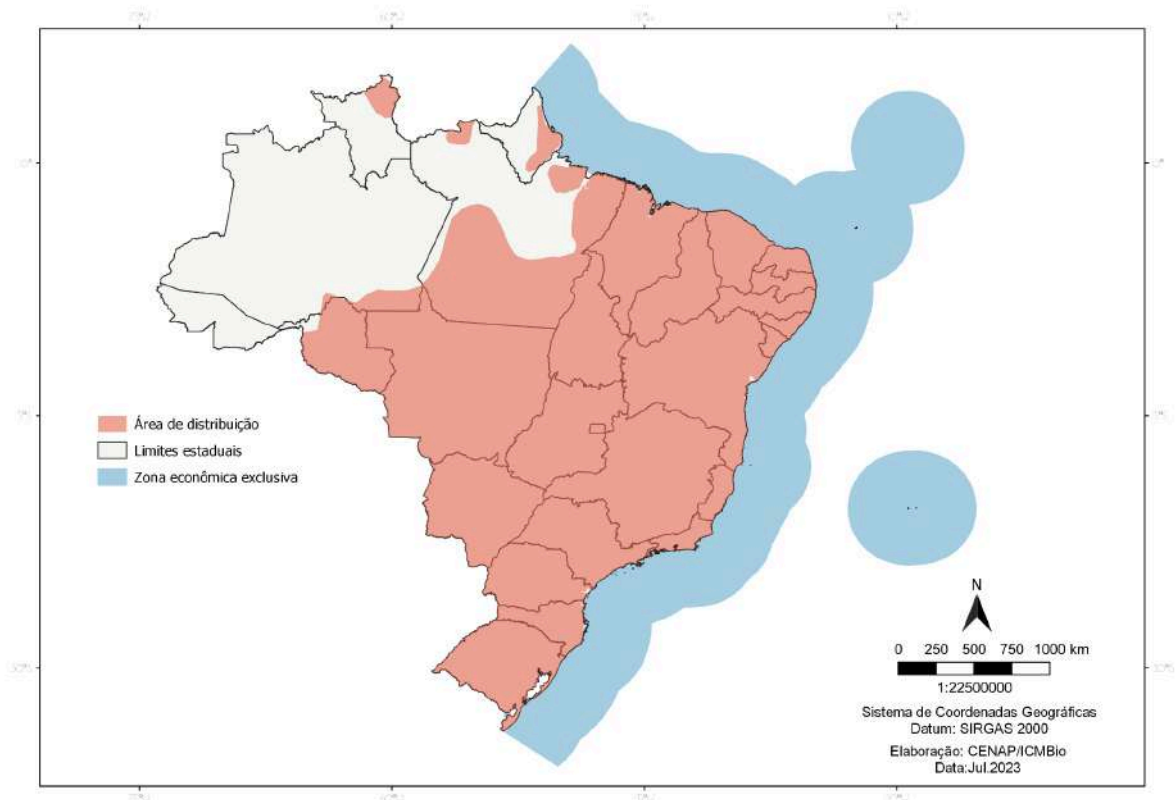 Área de distribuição
Limites estaduais
Zona econômica exclusiva
N
0 250 500 750 1000 km
1:22500000
Sistema de Coordenadas Geográficas
Datum: SIRGAS 2000
Elaboração: CENAP/ICMBio
Data:Jul.2023